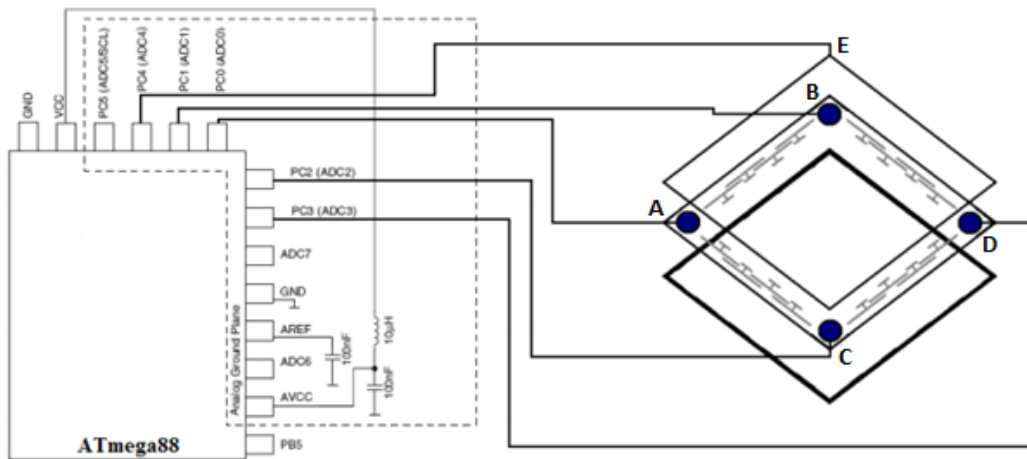 GND
VCC
PC5 (ADC5/SCL)
PC4 (ADC4)
PC1 (ADC1)
PC0 (ADC0)
PC2 (ADC2)
PC3 (ADC3)
ADC7
GND
AREF
ADC6
AVCC
PB5
Analog Ground Plane
100nF
10µH
100nF
ATmega88
E
B
A
D
C